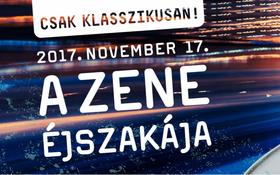 CSAK KLASSZIKUSAN!
2017. NOVEMBER 17.
A ZENE
ÉJSZAKÁJA